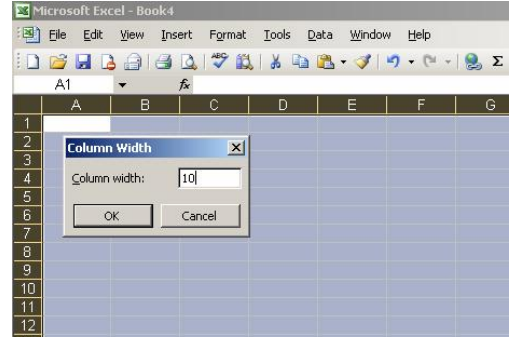 Microsoft Excel - Book4
File Edit View Insert Format Tools Data Window Help
ABC Σ
A1 fx
A B C D E F G
1
2
Column Width
3
4
Column width: 10
5
6
OK Cancel
7
8
9
10
11
12